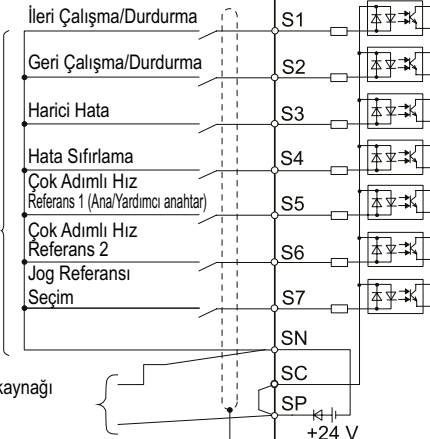 İleri Çalışma/Durdurma
S1
Geri Çalışma/Durdurma
S2
Harici Hata
S3
Hata Sıfırlama
S4
Çok Adımlı Hız
Referans 1 (Ana/Yardımcı anahtar)
S5
Çok Adımlı Hız
Referans 2
S6
Jog Referansı
Seçim
S7
SN
SC
kaynağı
SP
+24 V